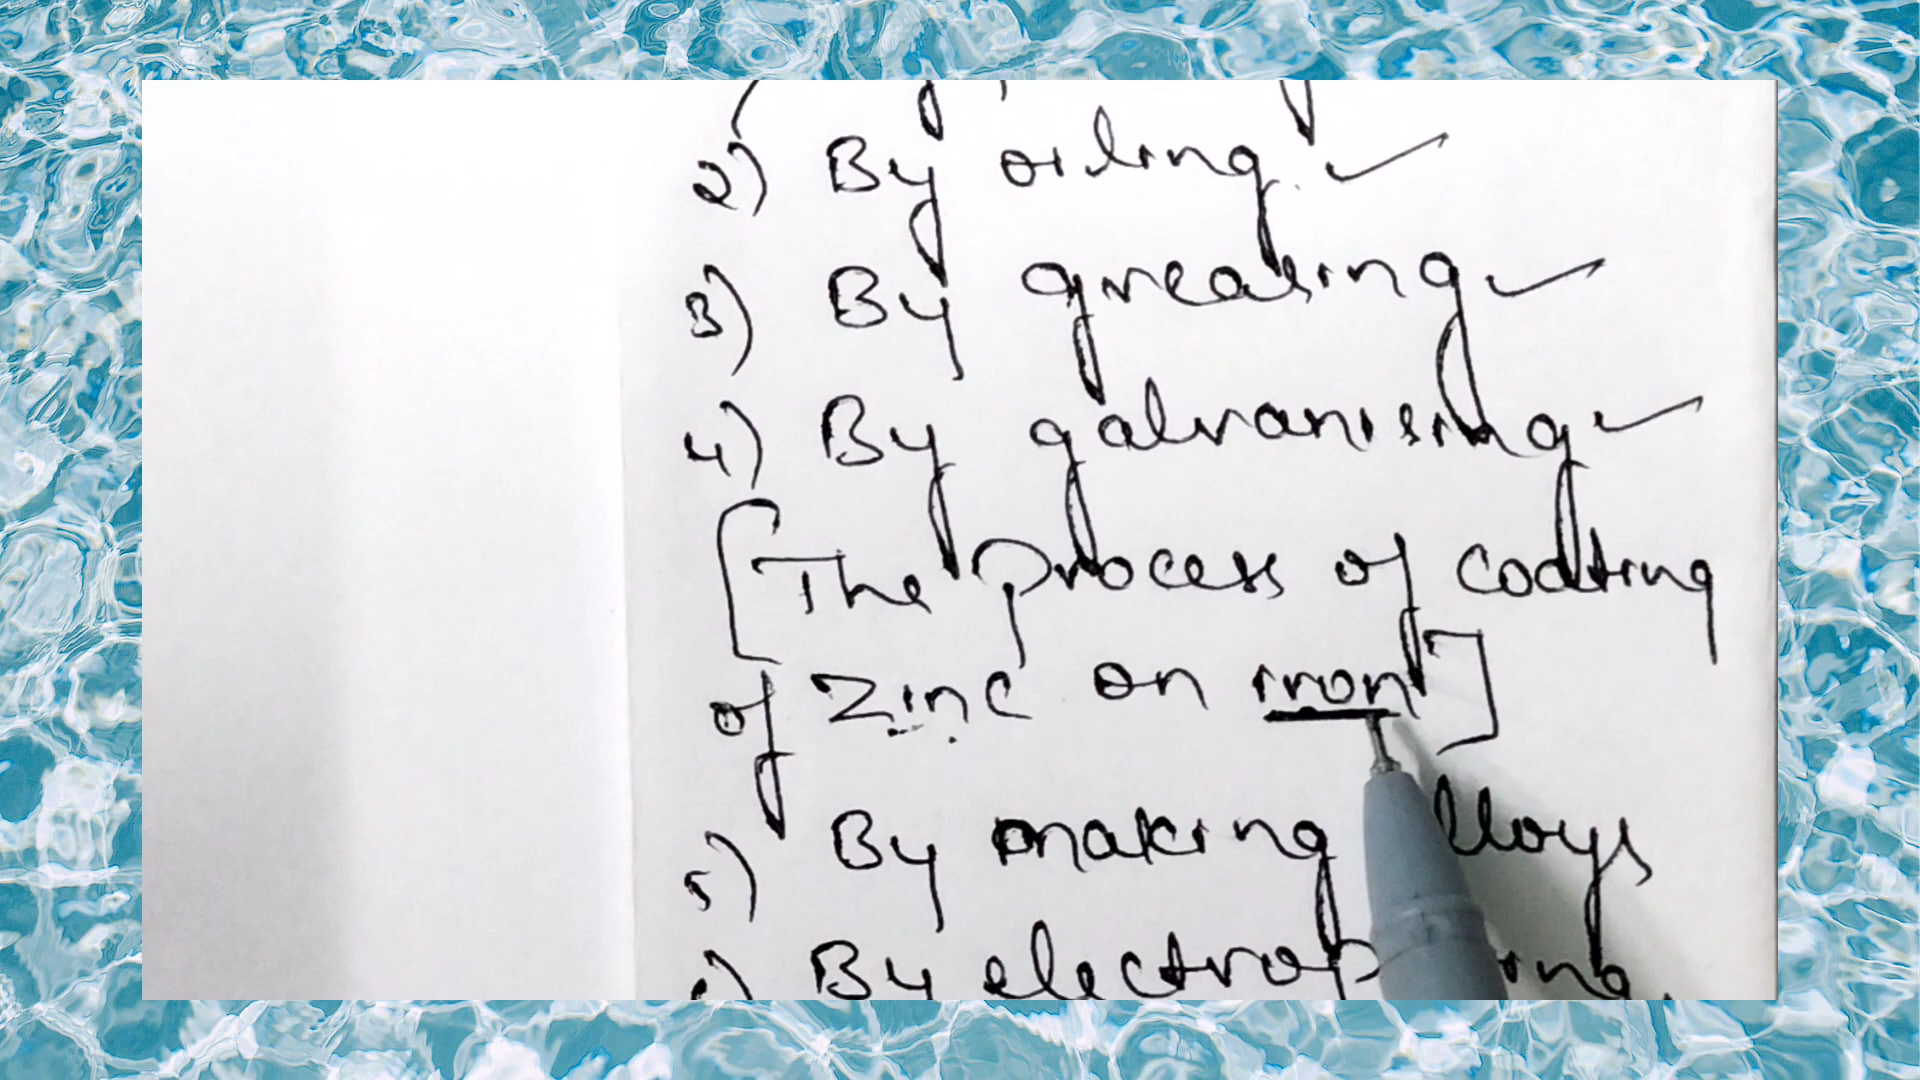 2) By oiling
3) By greasing
4) By galvanising
[The process of coating
of Zinc on iron]
5) By making
By